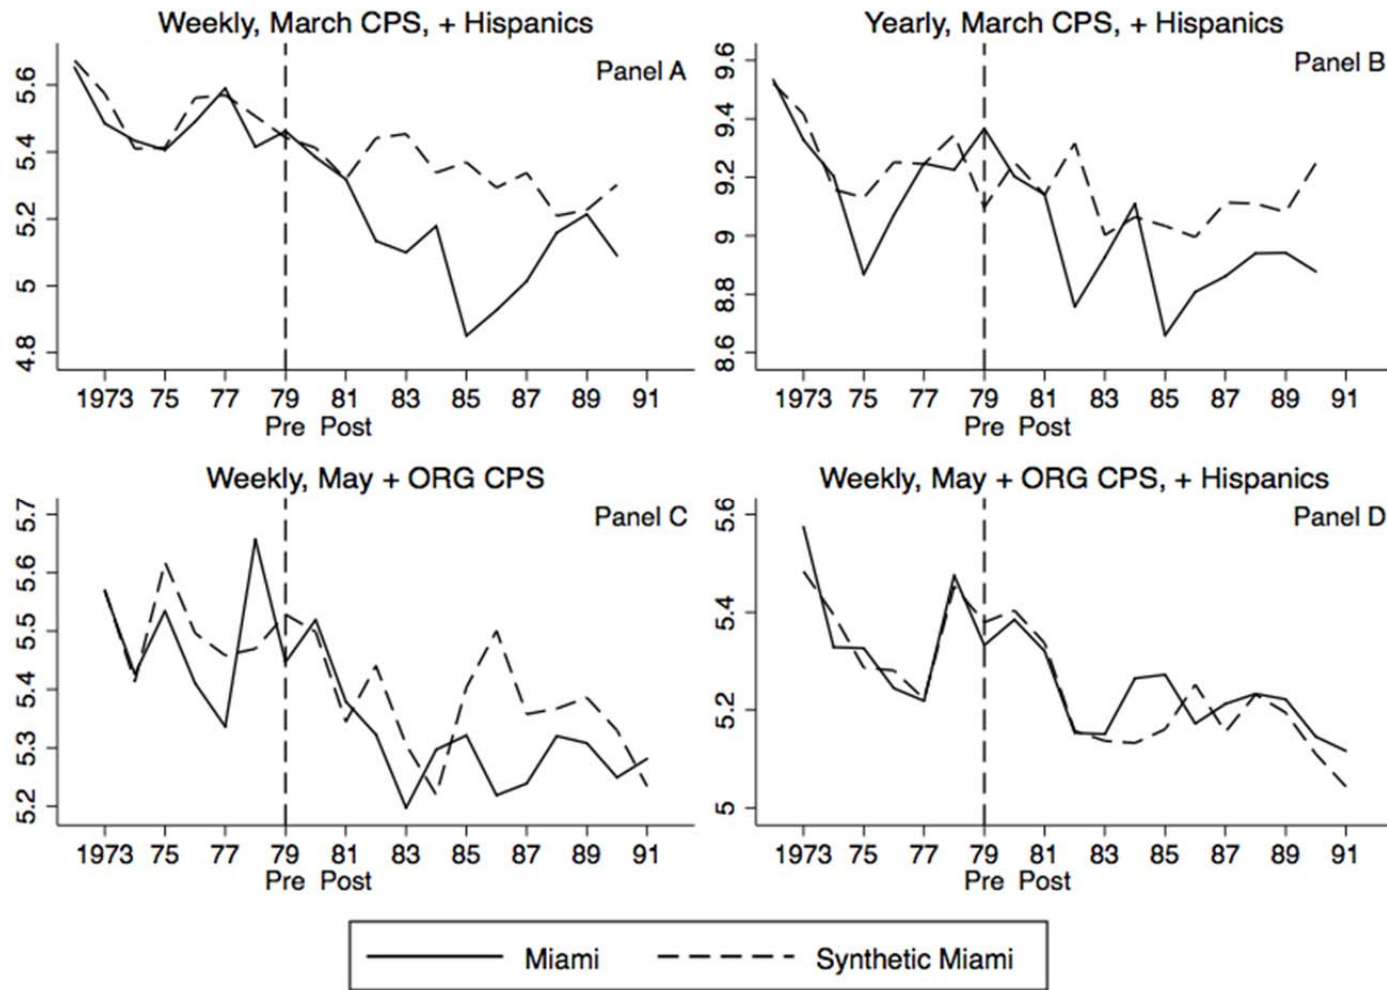 Weekly, March CPS, + Hispanics
Panel A
5.6
5.4
5.2
5
4.8
1973 75 77 79 81 83 85 87 89 91
Pre Post
Yearly, March CPS, + Hispanics
Panel B
9.6
9.4
9.2
9
8.8
8.6
1973 75 77 79 81 83 85 87 89 91
Pre Post
Weekly, May + ORG CPS
Panel C
5.7
5.6
5.5
5.4
5.3
5.2
1973 75 77 79 81 83 85 87 89 91
Pre Post
Weekly, May + ORG CPS, + Hispanics
Panel D
5.6
5.4
5.2
5
1973 75 77 79 81 83 85 87 89 91
Pre Post
Miami
Synthetic Miami